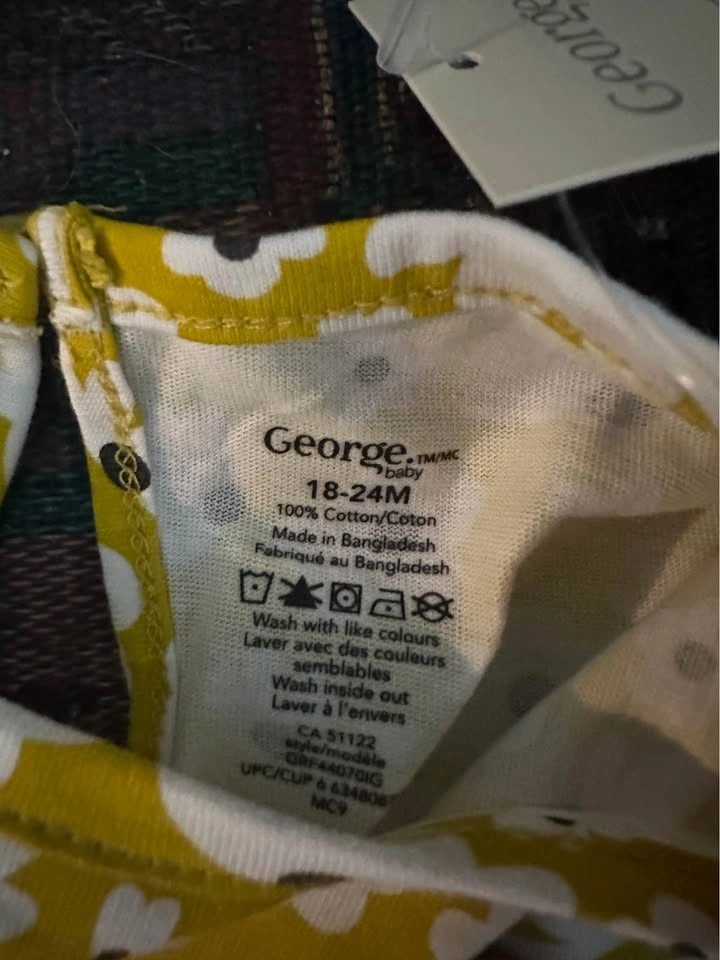 George
George.TM/MC
baby
18-24M
100% Cotton/Coton
Made in Bangladesh
Fabriqué au Bangladesh
Wash with like colours
Laver avec des couleurs
semblables
Wash inside out
Laver à l'envers
CA 51122
style/modèle
UPC/CUP 6
MC9